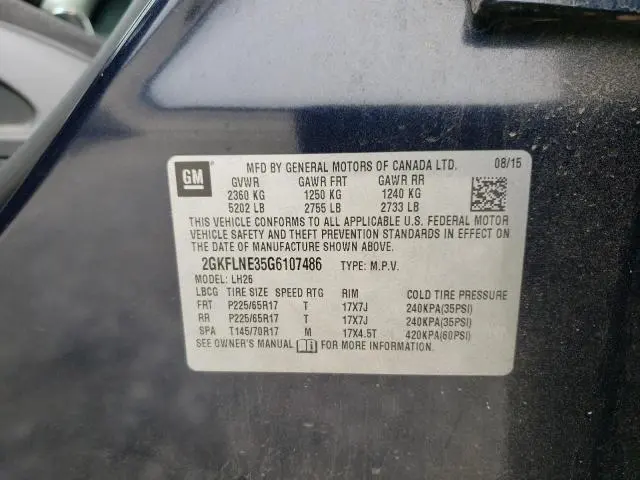 GM MFD BY GENERAL MOTORS OF CANADA LTD. 08/15
GVWR GAWR FRT GAWR RR
2360 KG 1250 KG 1240 KG
5202 LB 2755 LB 2733 LB
THIS VEHICLE CONFORMS TO ALL APPLICABLE U.S. FEDERAL MOTOR
VEHICLE SAFETY AND THEFT PREVENTION STANDARDS IN EFFECT ON
THE DATE OF MANUFACTURE SHOWN ABOVE.
2GKFLNE35G6107486 TYPE: M.P.V.
MODEL: LH26
LBCG TIRE SIZE SPEED RTG RIM COLD TIRE PRESSURE
FRT P225/65R17 T 17X7J 240KPA(35PSI)
RR P225/65R17 T 17X7J 240KPA(35PSI)
SPA T145/70R17 M 17X4.5T 420KPA(60PSI)
SEE OWNER'S MANUAL FOR MORE INFORMATION.